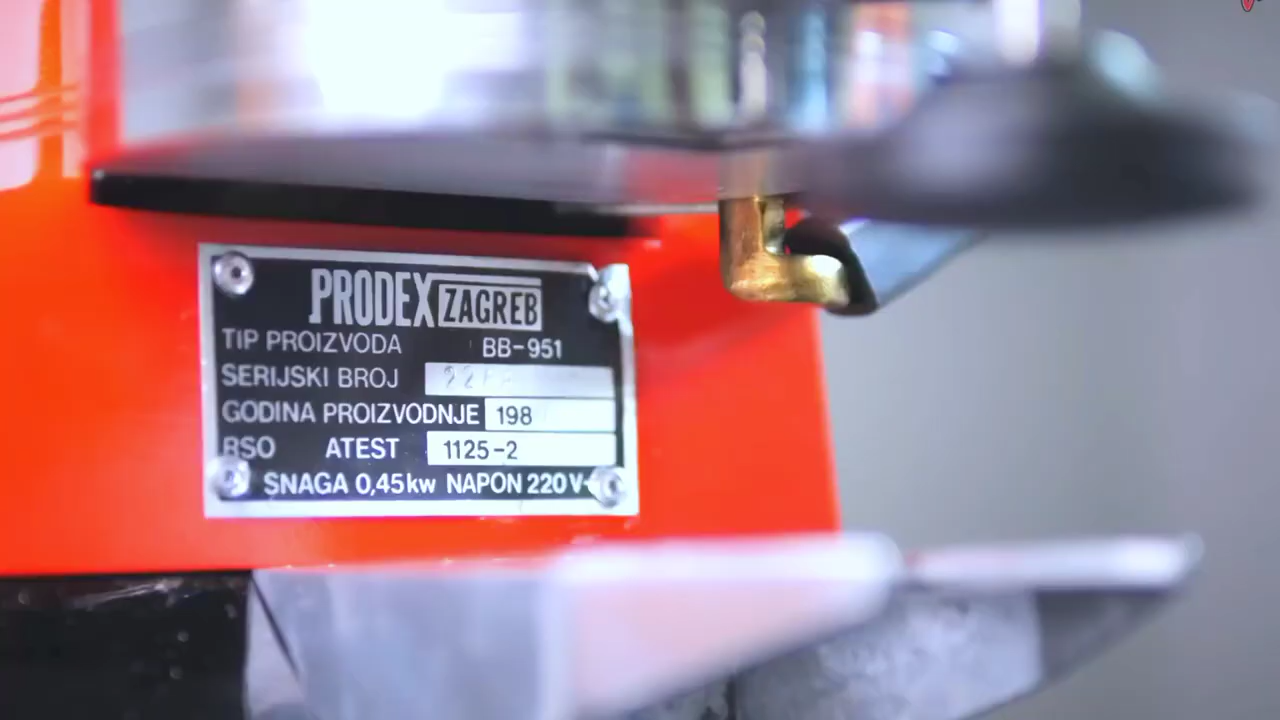 PRODEX ZAGREB
TIP PROIZVODA BB-951
SERIJSKI BROJ
GODINA PROIZVODNJE 198
RSO ATEST 1125-2
SNAGA 0,45kw NAPON 220V